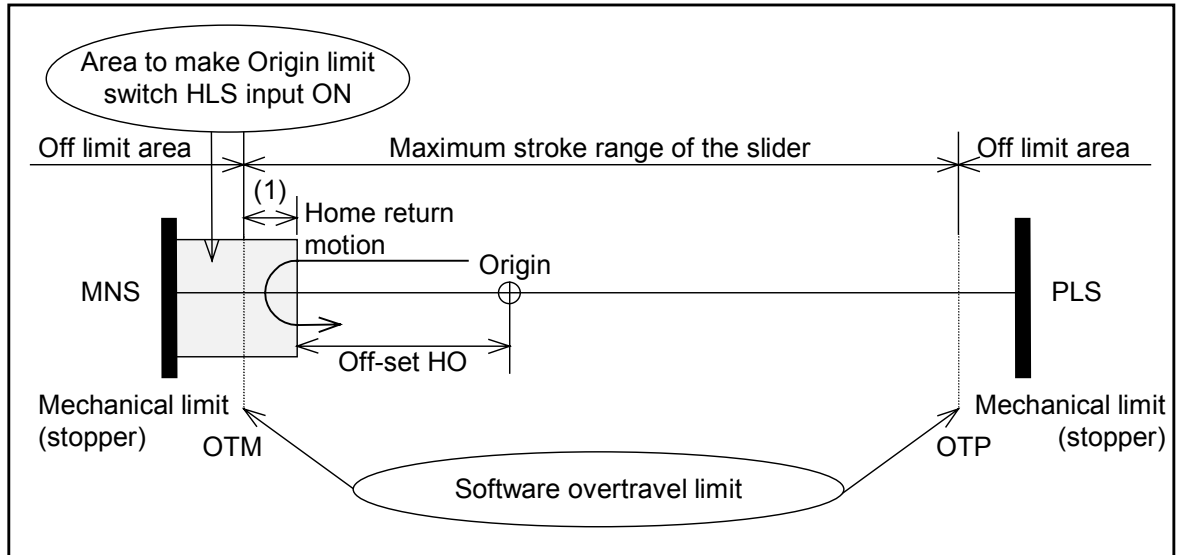 Area to make Origin limit
switch HLS input ON
Off limit area
Maximum stroke range of the slider
Off limit area
(1)
Home return
motion
Origin
MNS
PLS
Off-set HO
Mechanical limit
(stopper)
OTM
OTP
Mechanical limit
(stopper)
Software overtravel limit